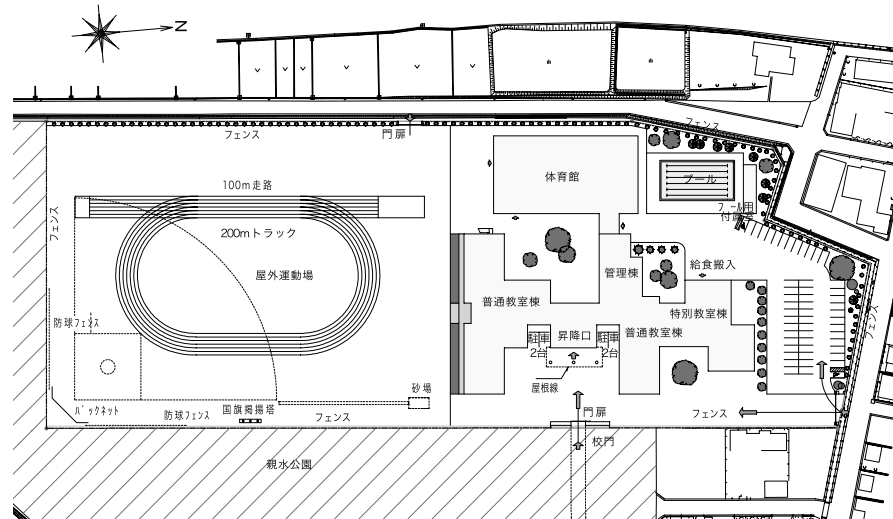 N
フェンス
門扉
フェンス
100m走路
体育館
プール
プール用
付属室
フェンス
200mトラック
屋外運動場
管理棟
給食搬入
普通教室棟
特別教室棟
防球フェンス
昇降口
普通教室棟
駐車
2台
駐車
2台
フェンス
屋根線
砂場
バックネット
防球フェンス
国旗掲揚塔
フェンス
門扉
フェンス
校門
親水公園